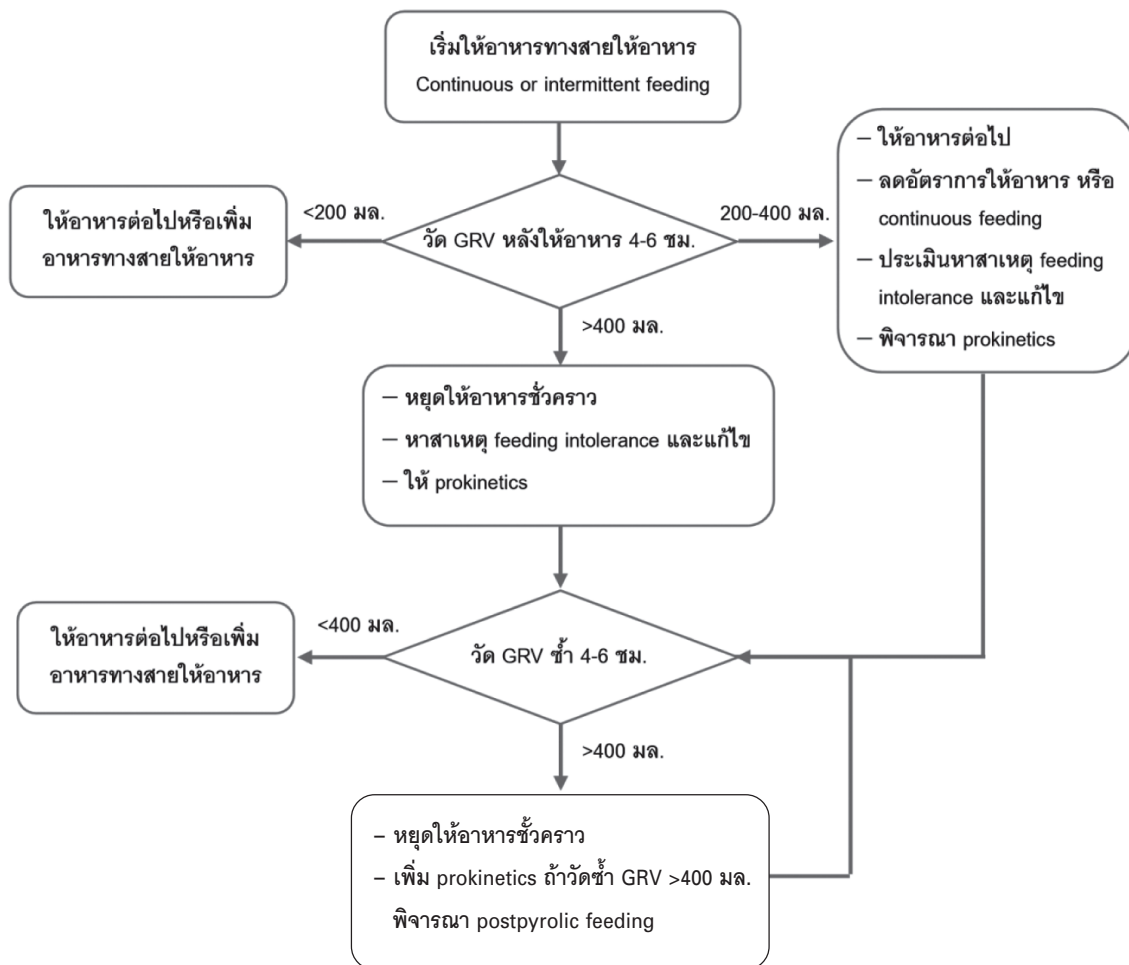 เริ่มให้อาหารทางสายให้อาหาร
Continuous or intermittent feeding
<200 มล.
วัด GRV หลังให้อาหาร 4-6 ชม.
200-400 มล.
ให้อาหารต่อไปหรือเพิ่ม
อาหารทางสายให้อาหาร
– ให้อาหารต่อไป
– ลดอัตราการให้อาหาร หรือ
continuous feeding
– ประเมินหาสาเหตุ feeding
intolerance และแก้ไข
– พิจารณา prokinetics
>400 มล.
– หยุดให้อาหารชั่วคราว
– หาสาเหตุ feeding intolerance และแก้ไข
– ให้ prokinetics
<400 มล.
วัด GRV ซ้ำ 4-6 ชม.
ให้อาหารต่อไปหรือเพิ่ม
อาหารทางสายให้อาหาร
>400 มล.
– หยุดให้อาหารชั้วคราว
– เพิ่ม prokinetics ถ้าวัดซ้ำ GRV >400 มล.
พิจารณา postpyrolic feeding